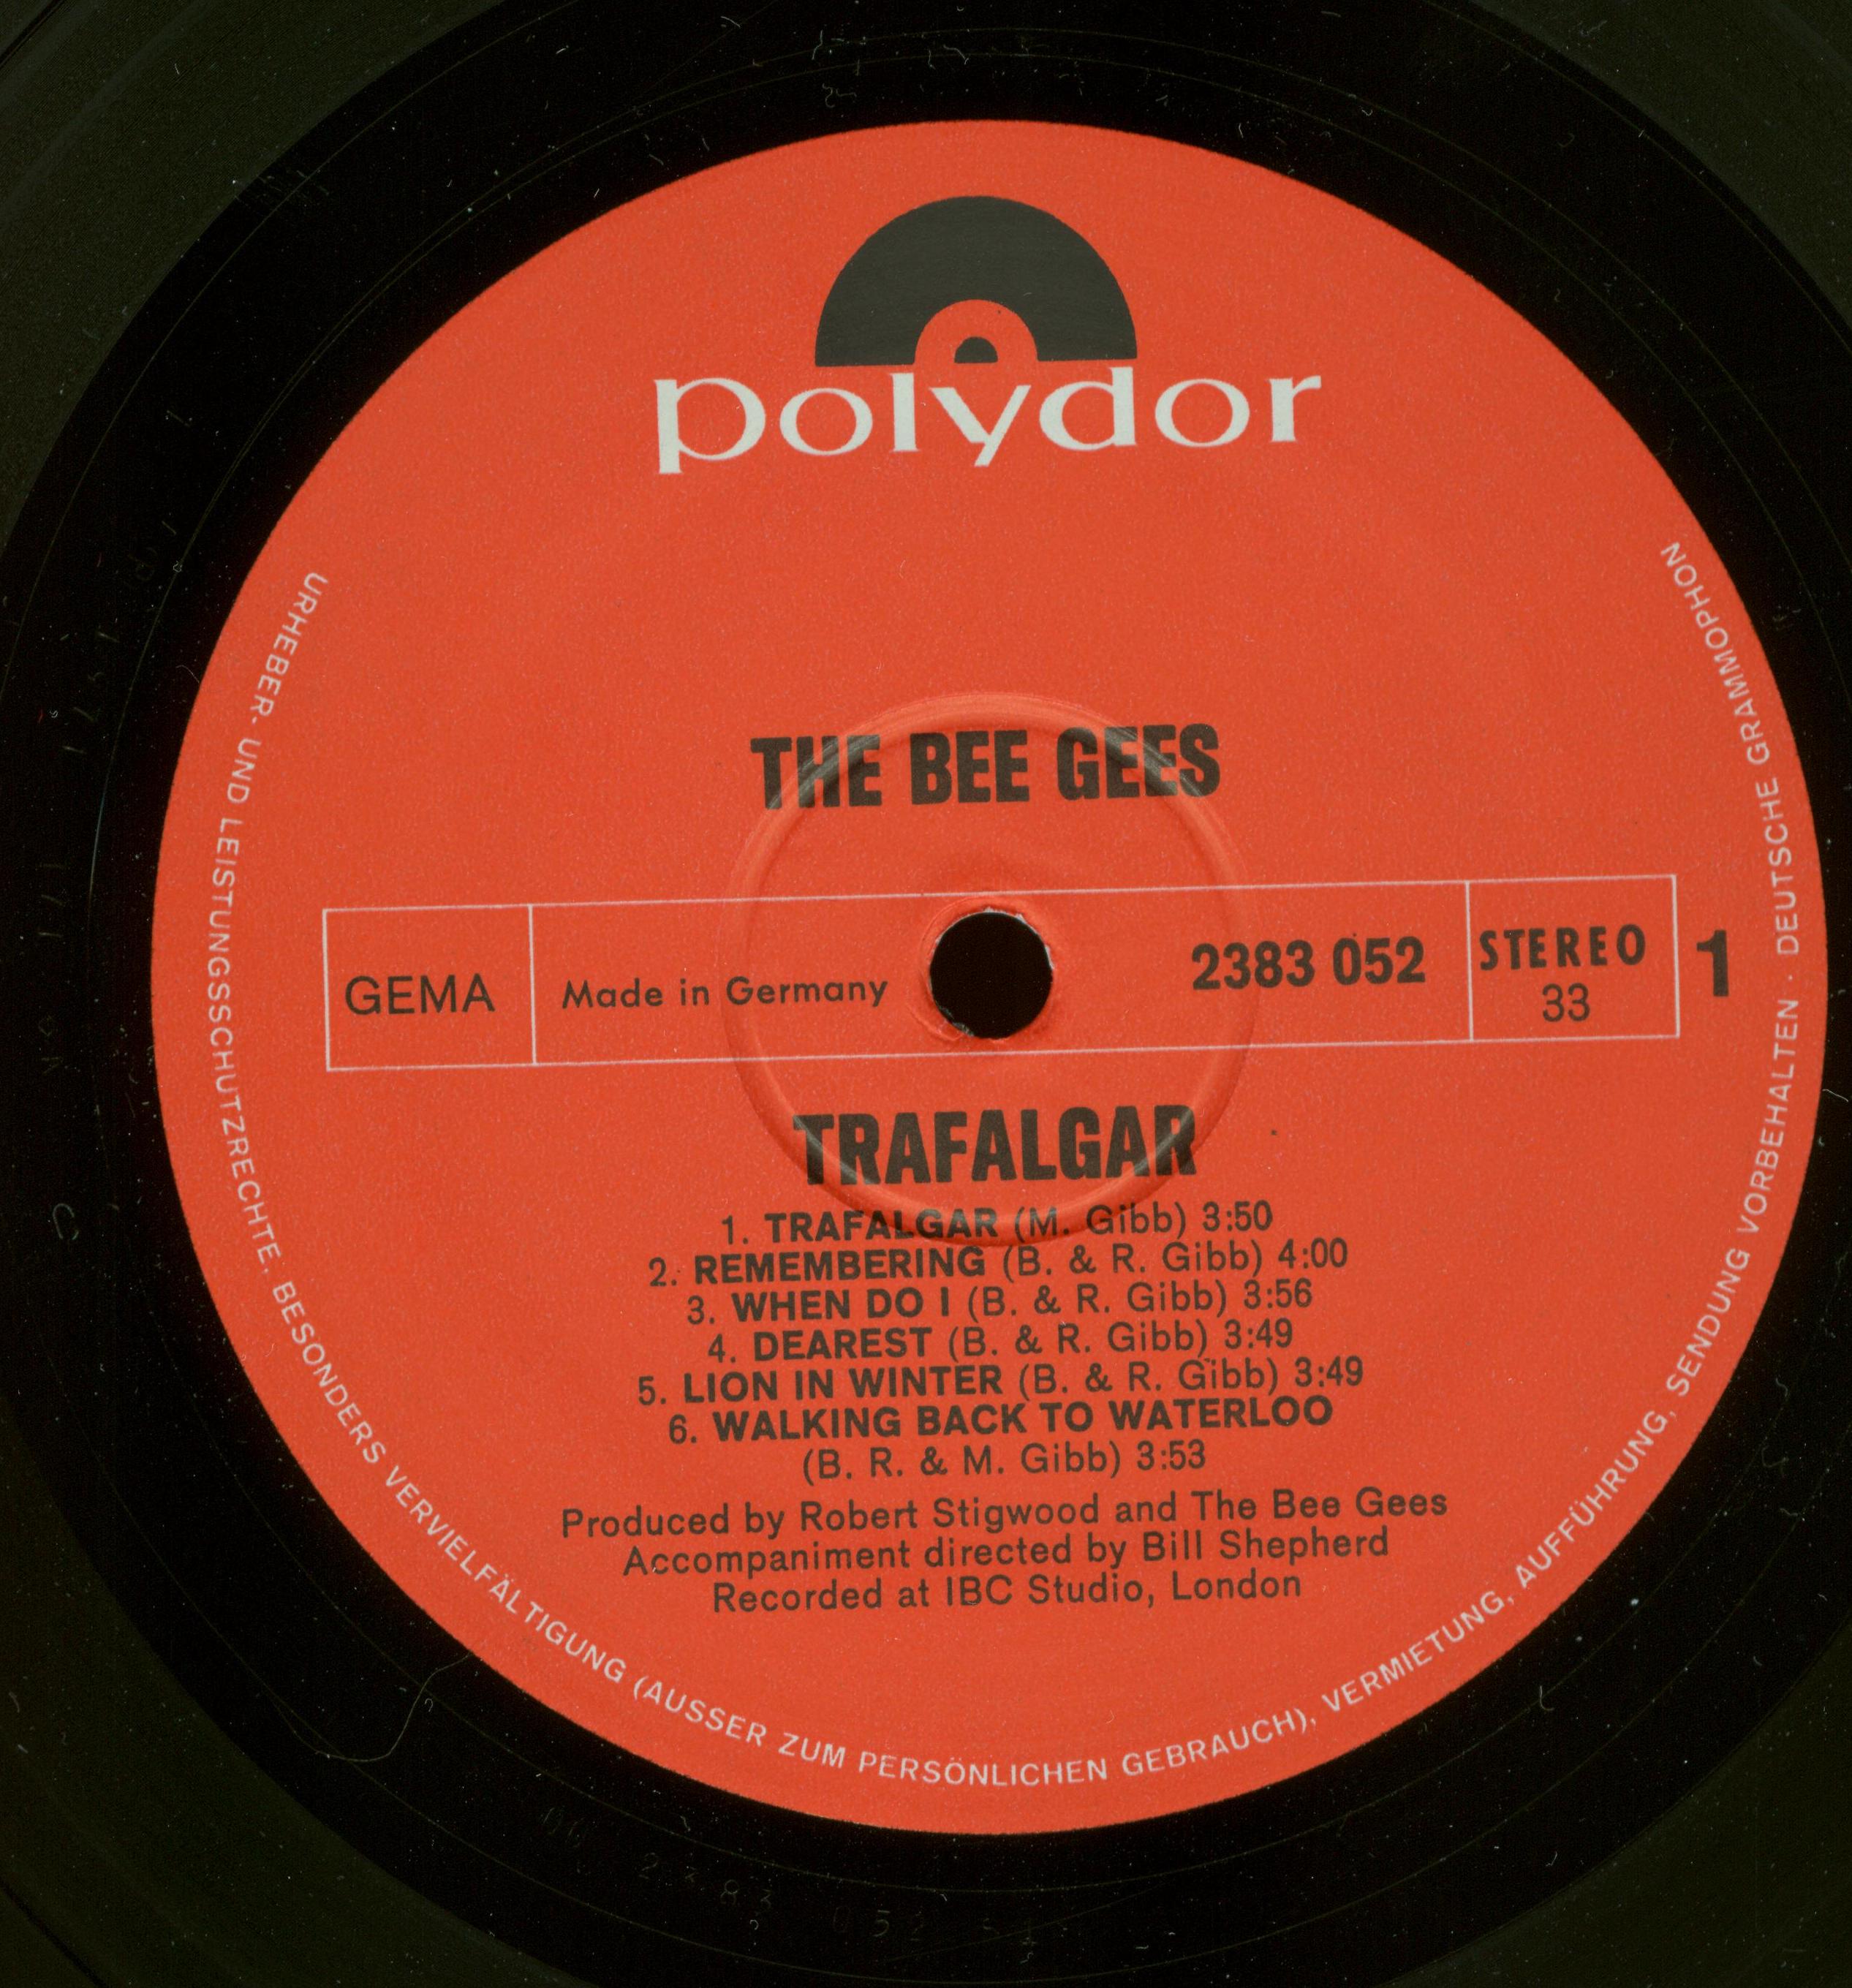 polydor
THE BEE GEES
GEMA
Made in Germany
2383 052
STEREO
33
1
TRAFALGAR
1. TRAFALGAR (M. Gibb) 3:50
2. REMEMBERING (B. & R. Gibb) 4:00
3. WHEN DO I (B. & R. Gibb) 3:56
4. DEAREST (B. & R. Gibb) 3:49
5. LION IN WINTER (B. & R. Gibb) 3:49
6. WALKING BACK TO WATERLOO
(B. R. & M. Gibb) 3:53
Produced by Robert Stigwood and The Bee Gees
Accompaniment directed by Bill Shepherd
Recorded at IBC Studio, London
URHEBER- UND LEISTUNGSSCHUTZRECHTE, BESONDERS VERVIELFÄLTIGUNG (AUSSER ZUM PERSÖNLICHEN GEBRAUCH), VERMIETUNG, AUFFÜHRUNG, SENDUNG VORBEHALTEN · DEUTSCHE GRAMMOPHON